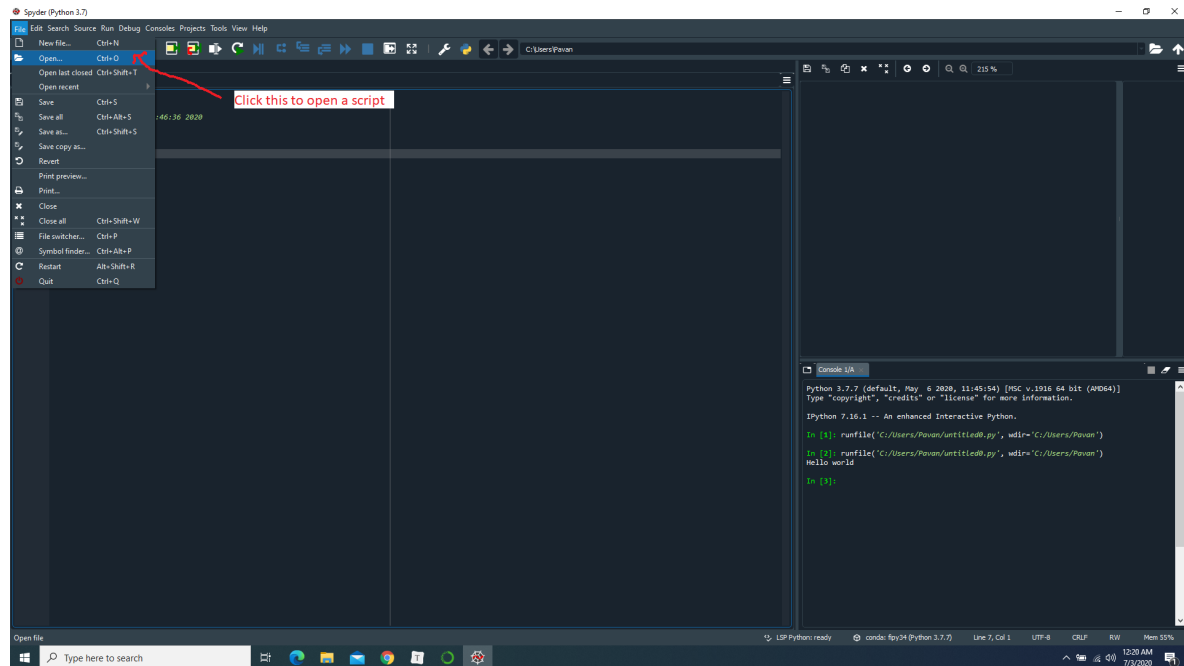 Spyder (Python 3.7)
File Edit Search Source Run Debug Consoles Projects Tools View Help
New file... Ctrl+N
Open... Ctrl+O
Open last closed Ctrl+Shift+T
Open recent
Save Ctrl+S
Save all Ctrl+Alt+S
Save as... Ctrl+Shift+S
Save copy as...
Revert
Print preview...
Print...
Close
Close all Ctrl+Shift+W
File switcher... Ctrl+P
Symbol finder... Ctrl+Alt+P
Restart Alt+Shift+R
Quit Ctrl+Q
C:\Users\Pavan
Click this to open a script
:46:36 2020
215 %
Console 1/A
Python 3.7.7 (default, May 6 2020, 11:45:54) [MSC v.1916 64 bit (AMD64)]
Type "copyright", "credits" or "license" for more information.
IPython 7.16.1 -- An enhanced Interactive Python.
In [1]: runfile('C:/Users/Pavan/untitled0.py', wdir='C:/Users/Pavan')
In [2]: runfile('C:/Users/Pavan/untitled0.py', wdir='C:/Users/Pavan')
Hello world
In [3]:
Open file
LSP Python: ready conda: fipy34 (Python 3.7.7) Line 7, Col 1 UTF-8 CRLF RW Mem 55%
Type here to search
T
12:20 AM
7/3/2020